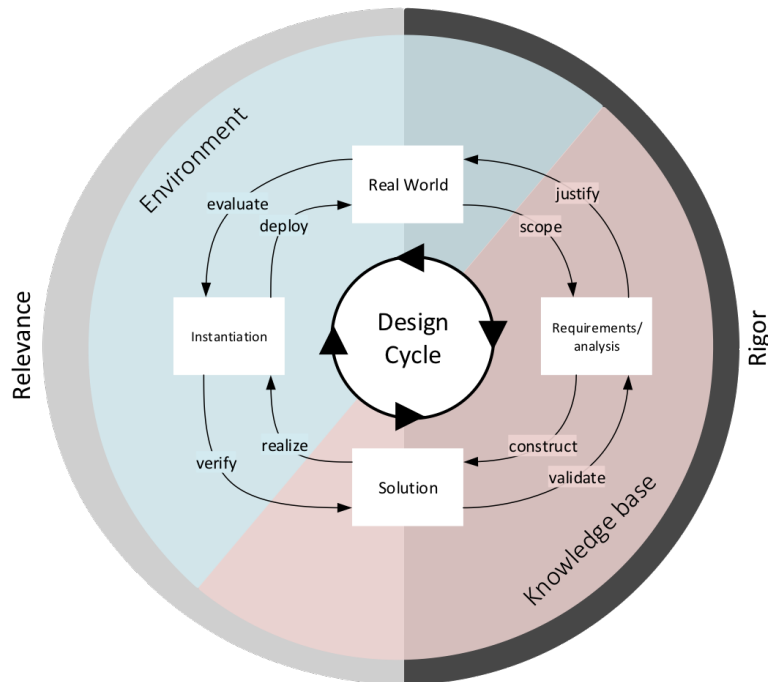 Environment
Real World
evaluate
deploy
justify
scope
Relevance
Instantiation
Design
Cycle
Requirements/
analysis
Rigor
verify
realize
Solution
construct
validate
Knowledge base